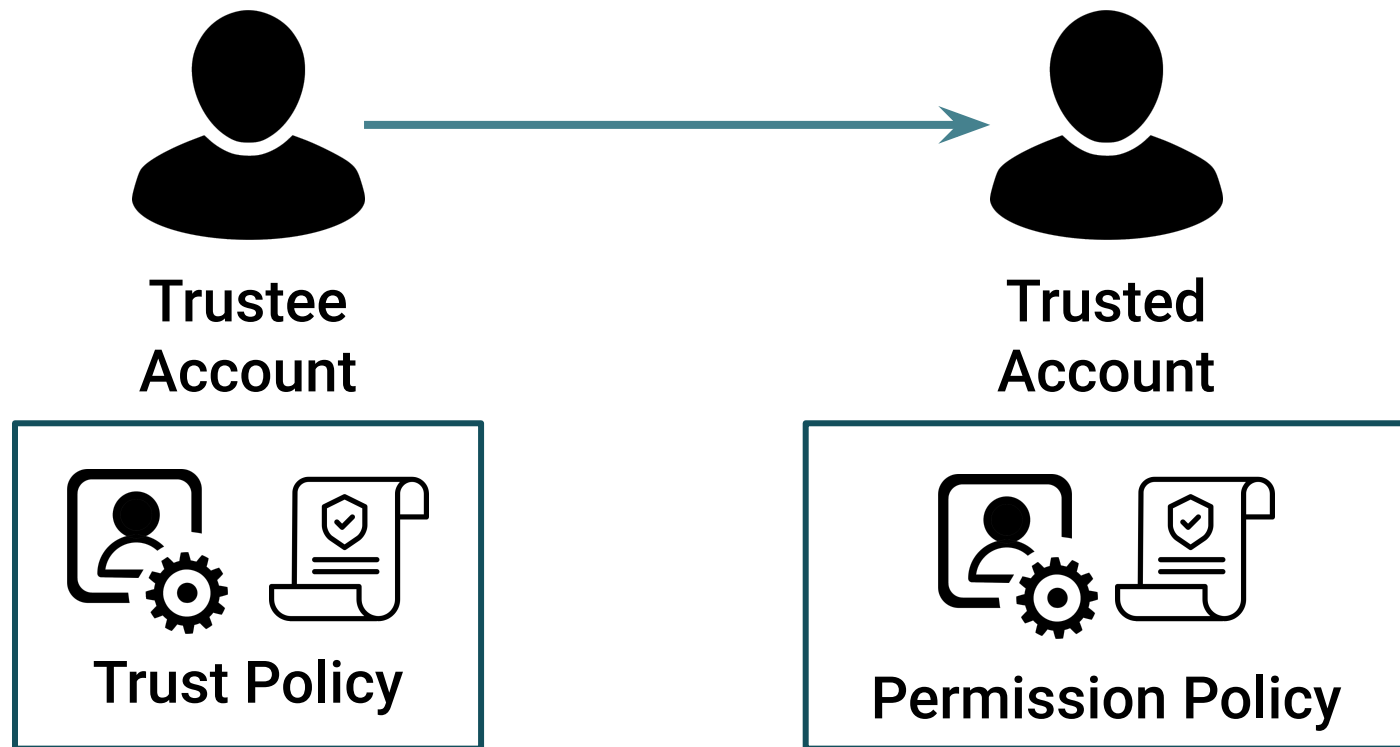 Trustee
Account
Trusted
Account
Trust Policy
Permission Policy